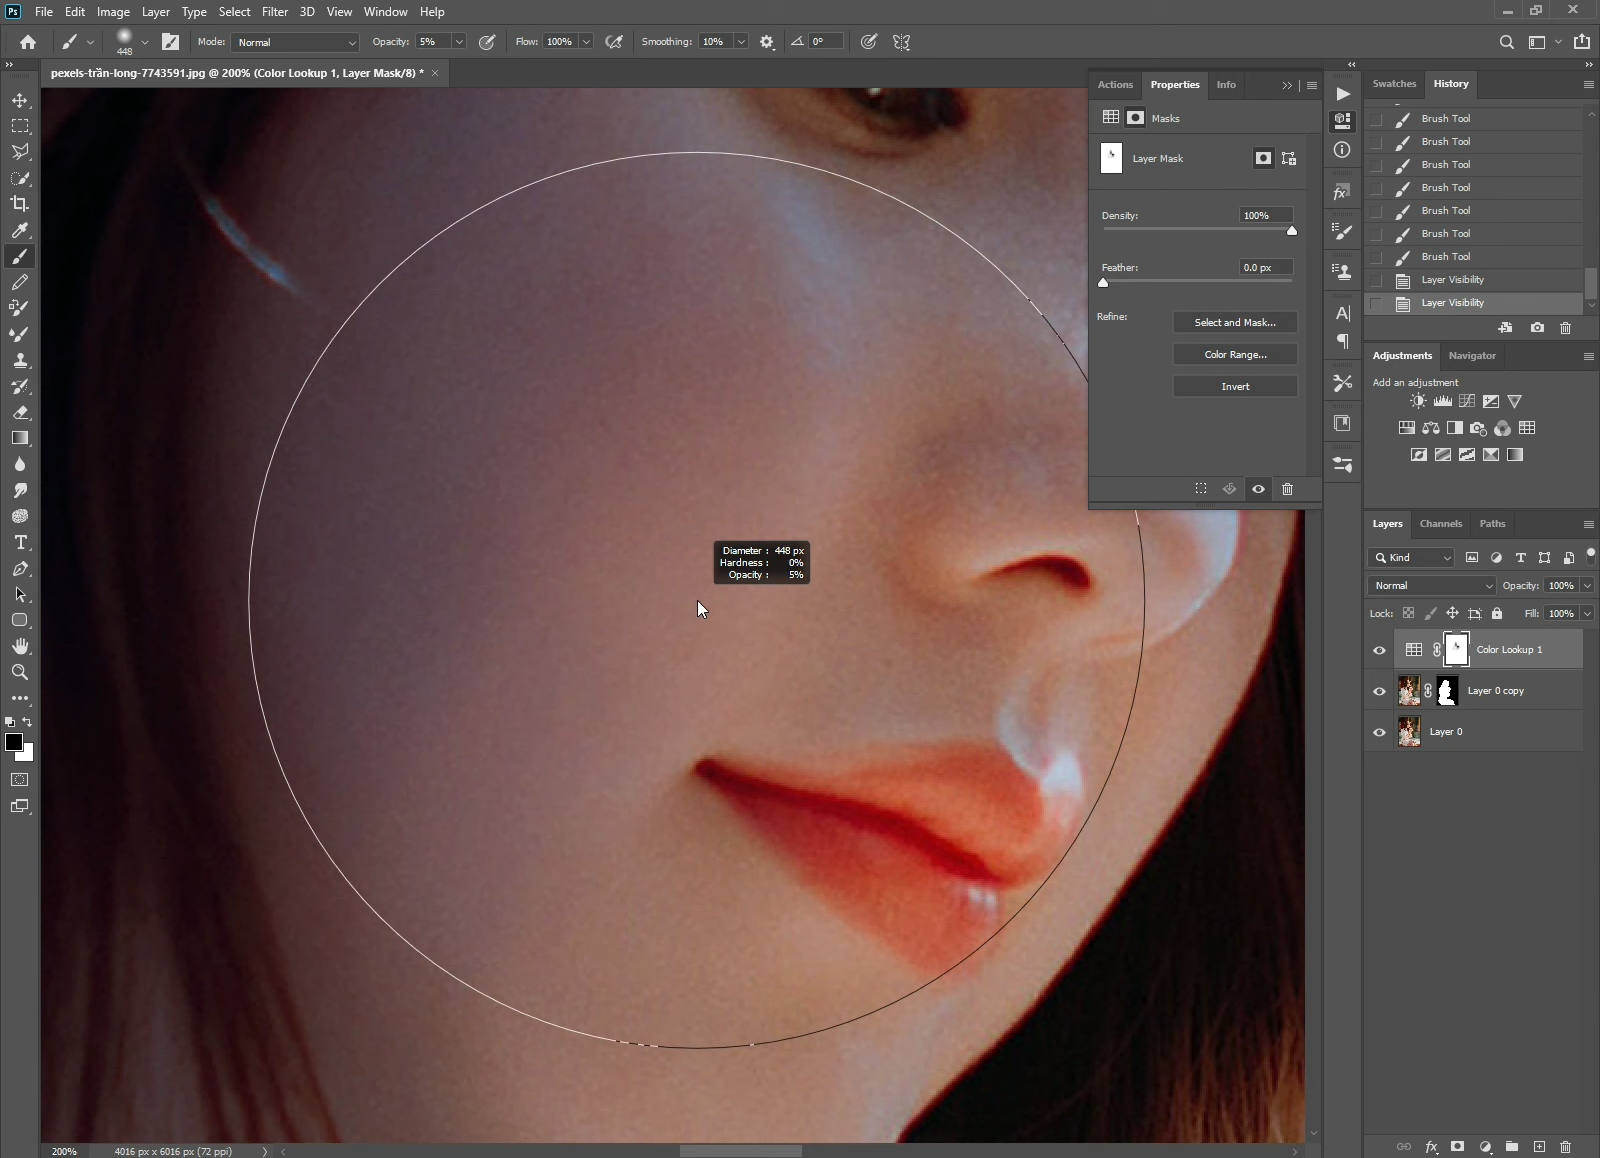 Ps File Edit Image Layer Type Select Filter 3D View Window Help
448 Mode: Normal Opacity: 5% Flow: 100% Smoothing: 10% 0°
pexels-trần-long-7743591.jpg @ 200% (Color Lookup 1, Layer Mask/8) *
Actions Properties Info
Masks
Layer Mask
Density: 100%
Feather: 0.0 px
Refine:
Select and Mask...
Color Range...
Invert
Swatches History
Brush Tool
Brush Tool
Brush Tool
Brush Tool
Brush Tool
Brush Tool
Brush Tool
Layer Visibility
Layer Visibility
Adjustments Navigator
Add an adjustment
Layers Channels Paths
Kind
Normal Opacity: 100%
Lock: Fill: 100%
Color Lookup 1
Layer 0 copy
Layer 0
Diameter : 448 px
Hardness : 0%
Opacity : 5%
200% 4016 px x 6016 px (72 ppi)